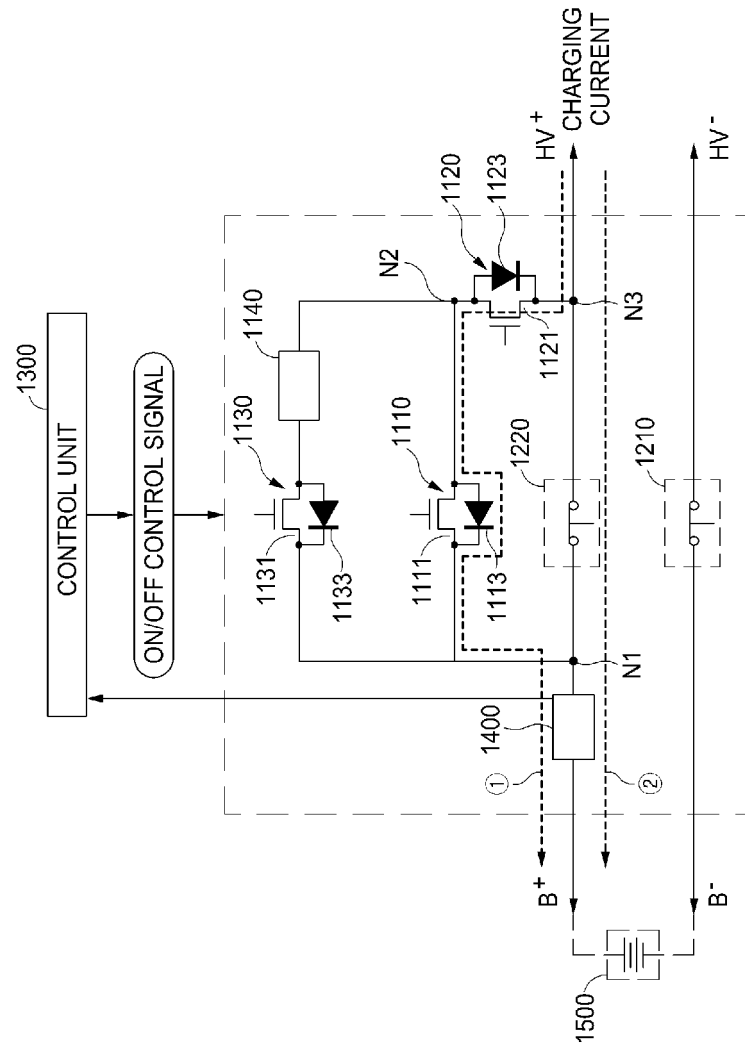 1300
CONTROL UNIT
ON/OFF CONTROL SIGNAL
1140
1130
1131
1133
N2
1120
1123
1110
1111
1113
1121
HV+
CHARGING
CURRENT
1220
N3
N1
1400
1210
HV-
①
②
B+
B-
1500